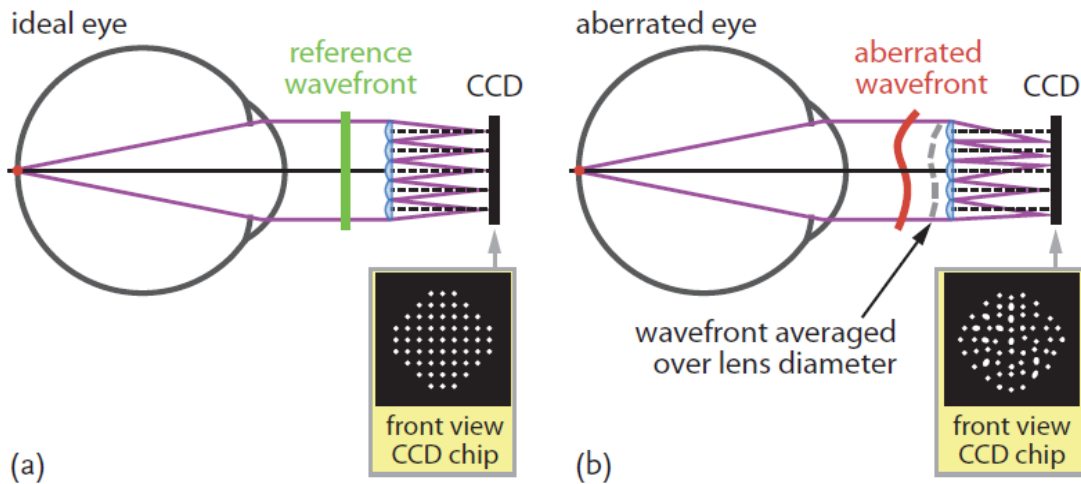 ideal eye
reference
wavefront
CCD
front view
CCD chip
(a)
aberrated eye
aberrated
wavefront
CCD
wavefront averaged
over lens diameter
front view
CCD chip
(b)